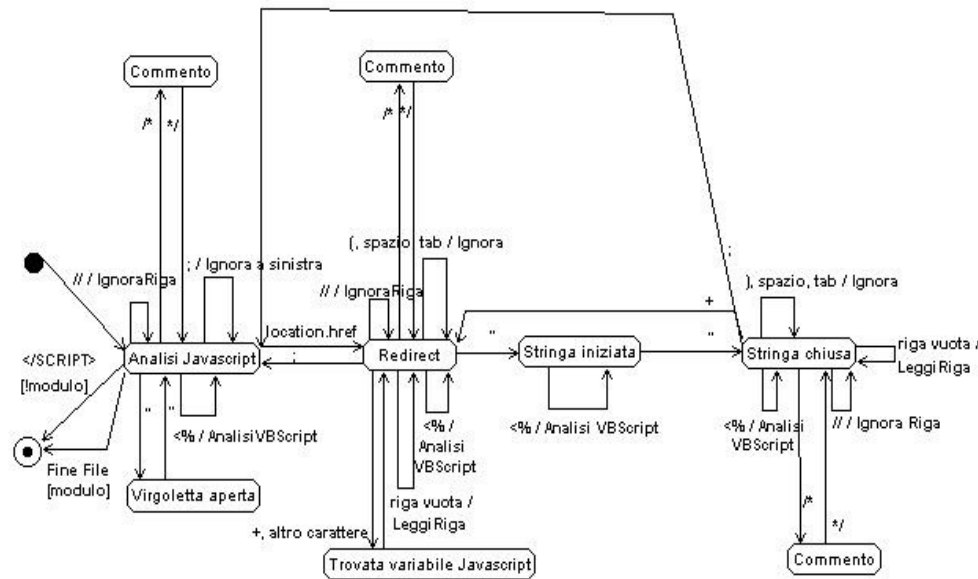 Commento
Commento
/*
*/
/*
*/
(, spazio, tab / Ignora
; / Ignora a sinistra
// / IgnoraRiga
// / IgnoraRiga
;
), spazio, tab / Ignora
+
location.href
"
"
</SCRIPT>
[!modulo]
Analisi Javascript
;
Redirect
Stringa iniziata
Stringa chiusa
riga vuota /
LeggiRiga
"
"
<% / AnalisiVBScript
<% /
Analisi
VBScript
<% / Analisi VBScript
<% / Analisi
VBScript
// / Ignora Riga
Fine File
[modulo]
Virgoletta aperta
riga vuota /
LeggiRiga
+, altro carattere
/*
*/
Trovata variabile Javascript
Commento